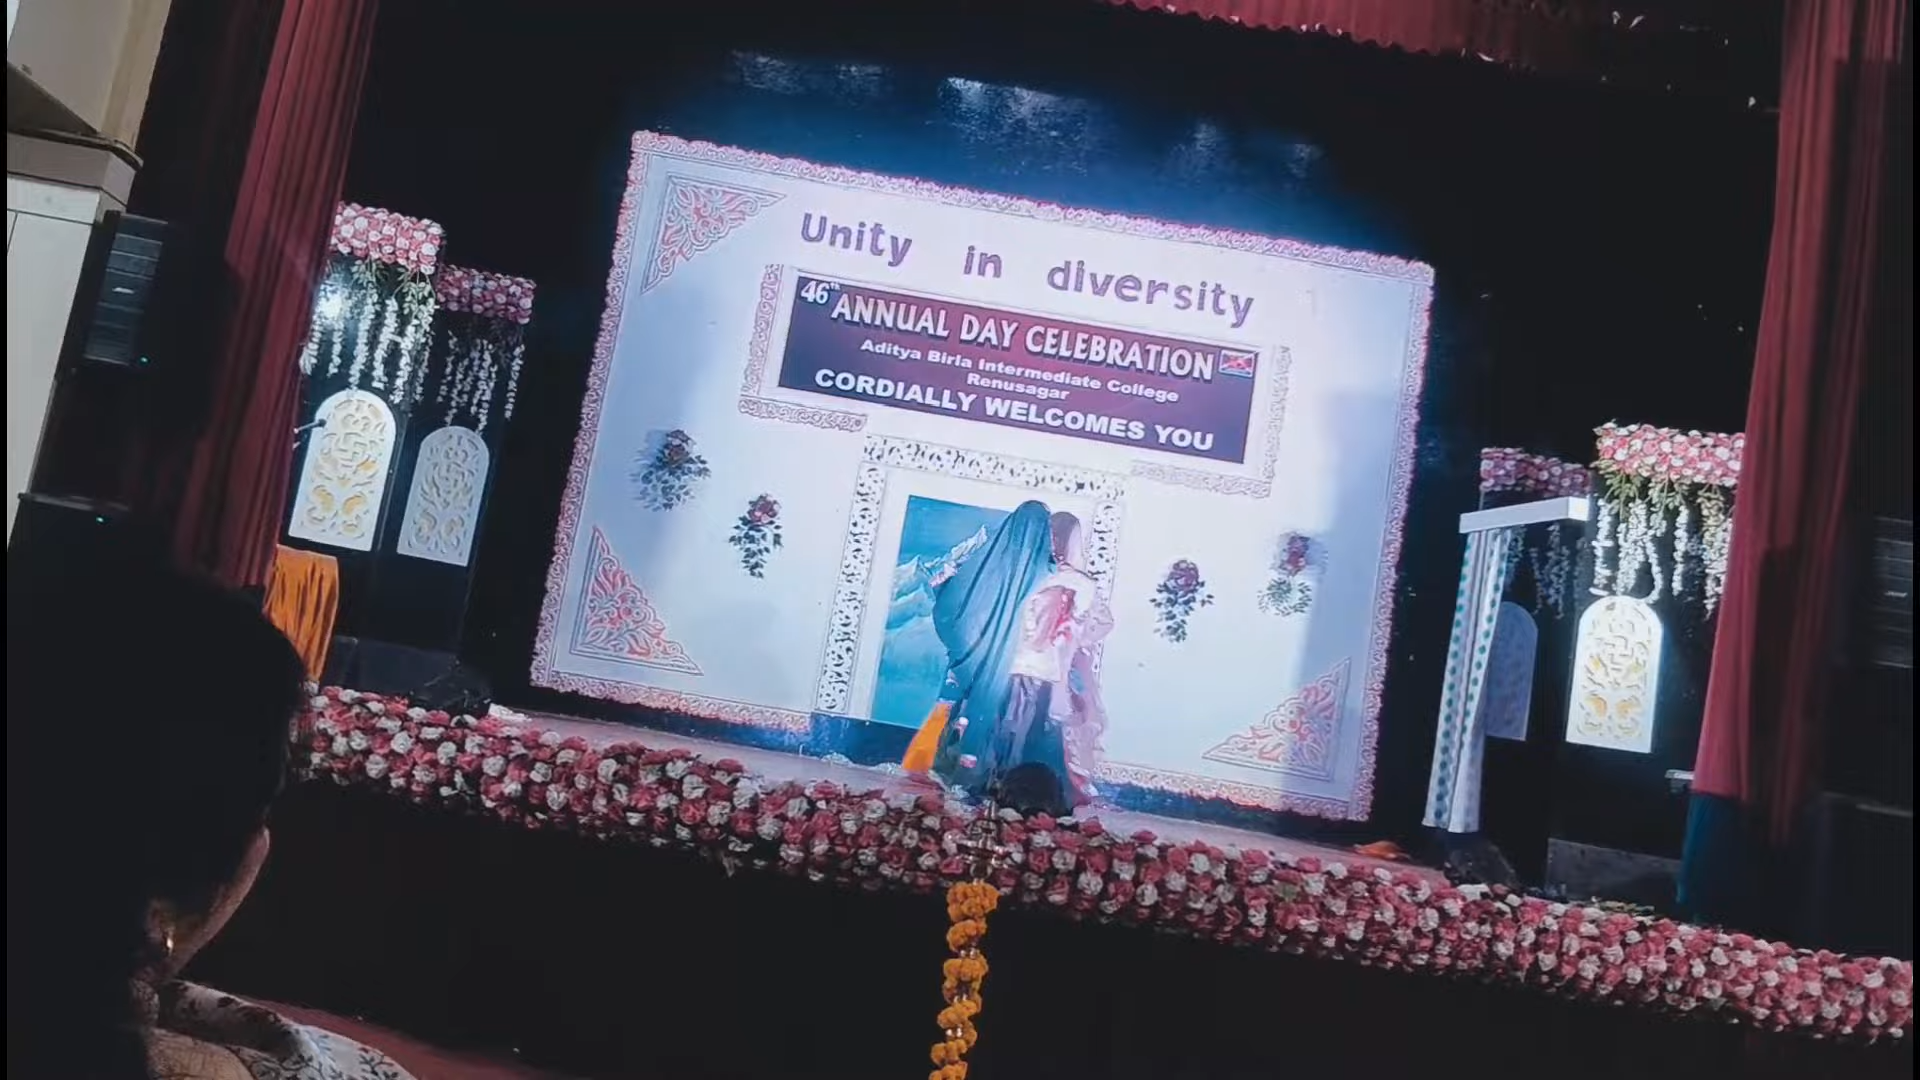 Unity in diversity
46th ANNUAL DAY CELEBRATION
Aditya Birla Intermediate College
Renusagar
CORDIALLY WELCOMES YOU